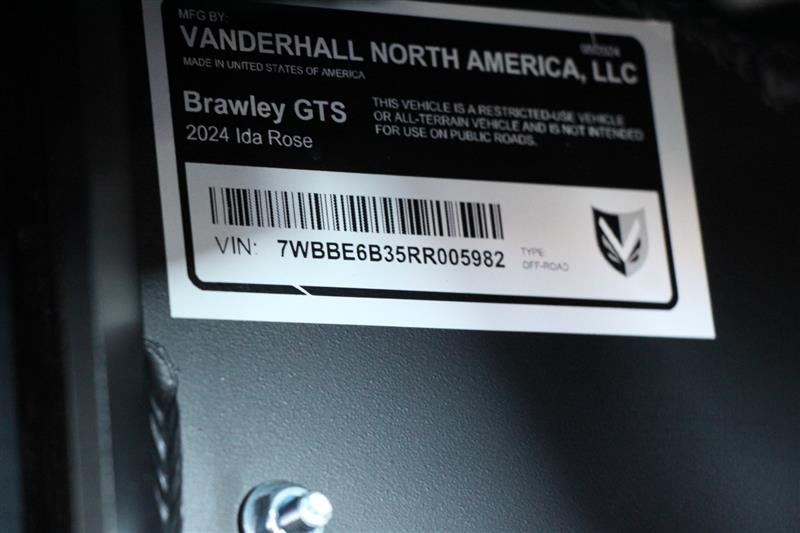 MFG BY:
VANDERHALL NORTH AMERICA, LLC
MADE IN UNITED STATES OF AMERICA
Brawley GTS
2024 Ida Rose
THIS VEHICLE IS A RESTRICTED-USE VEHICLE
OR ALL-TERRAIN VEHICLE AND IS NOT INTENDED
FOR USE ON PUBLIC ROADS.
VIN: 7WBBE6B35RR005982
TYPE:
OFF-ROAD